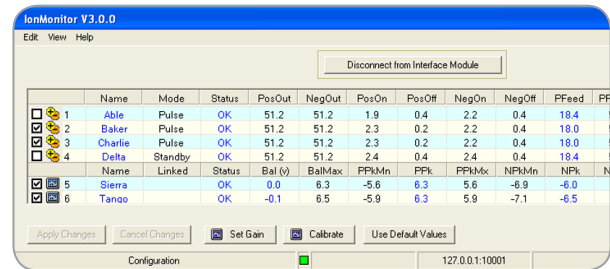 IonMonitor V3.0.0
Edit View Help
Disconnect from Interface Module
Name Mode Status PosOut NegOut PosOn PosOff NegOn NegOff PFeed
1 Able Pulse OK 51.2 51.2 1.9 0.4 2.2 0.4 18.4
2 Baker Pulse OK 51.2 51.2 2.3 0.2 2.2 0.4 18.4
3 Charlie Pulse OK 51.2 51.2 2.3 0.2 2.2 0.4 18.4
4 Delta Standby OK 51.2 51.2 2.4 0.4 2.4 0.4 18.4
Name Linked Status Bal (v) BalMax PPkMn PPk PPkMx NPkMn NPk N
5 Sierra OK 0.0 6.3 -5.6 6.3 5.6 -6.9 -6.0
6 Tango OK -0.1 6.5 -5.9 6.3 5.9 -7.1 -6.5
Apply Changes Cancel Changes Set Gain Calibrate Use Default Values
Configuration 127.0.0.1:10001